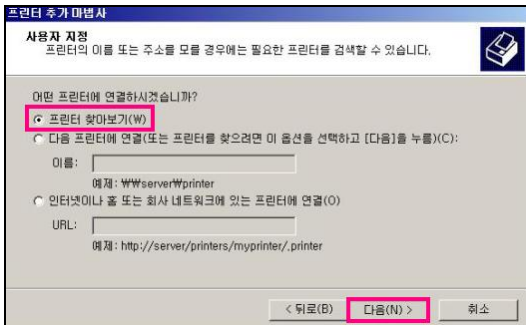 프린터 추가 마법사
사용자 지정
프린터의 이름 또는 주소를 모를 경우에는 필요한 프린터를 검색할 수 있습니다.
어떤 프린터에 연결하시겠습니까?
프린터 찾아보기(W)
다음 프린터에 연결(또는 프린터를 찾으려면 이 옵션을 선택하고 [다음]을 누름)(C):
이름:
예제: ₩₩server₩printer
인터넷이나 홈 또는 회사 네트워크에 있는 프린터에 연결(O)
URL:
예제: http://server/printers/myprinter/.printer
< 뒤로(B) 다음(N) > 취소